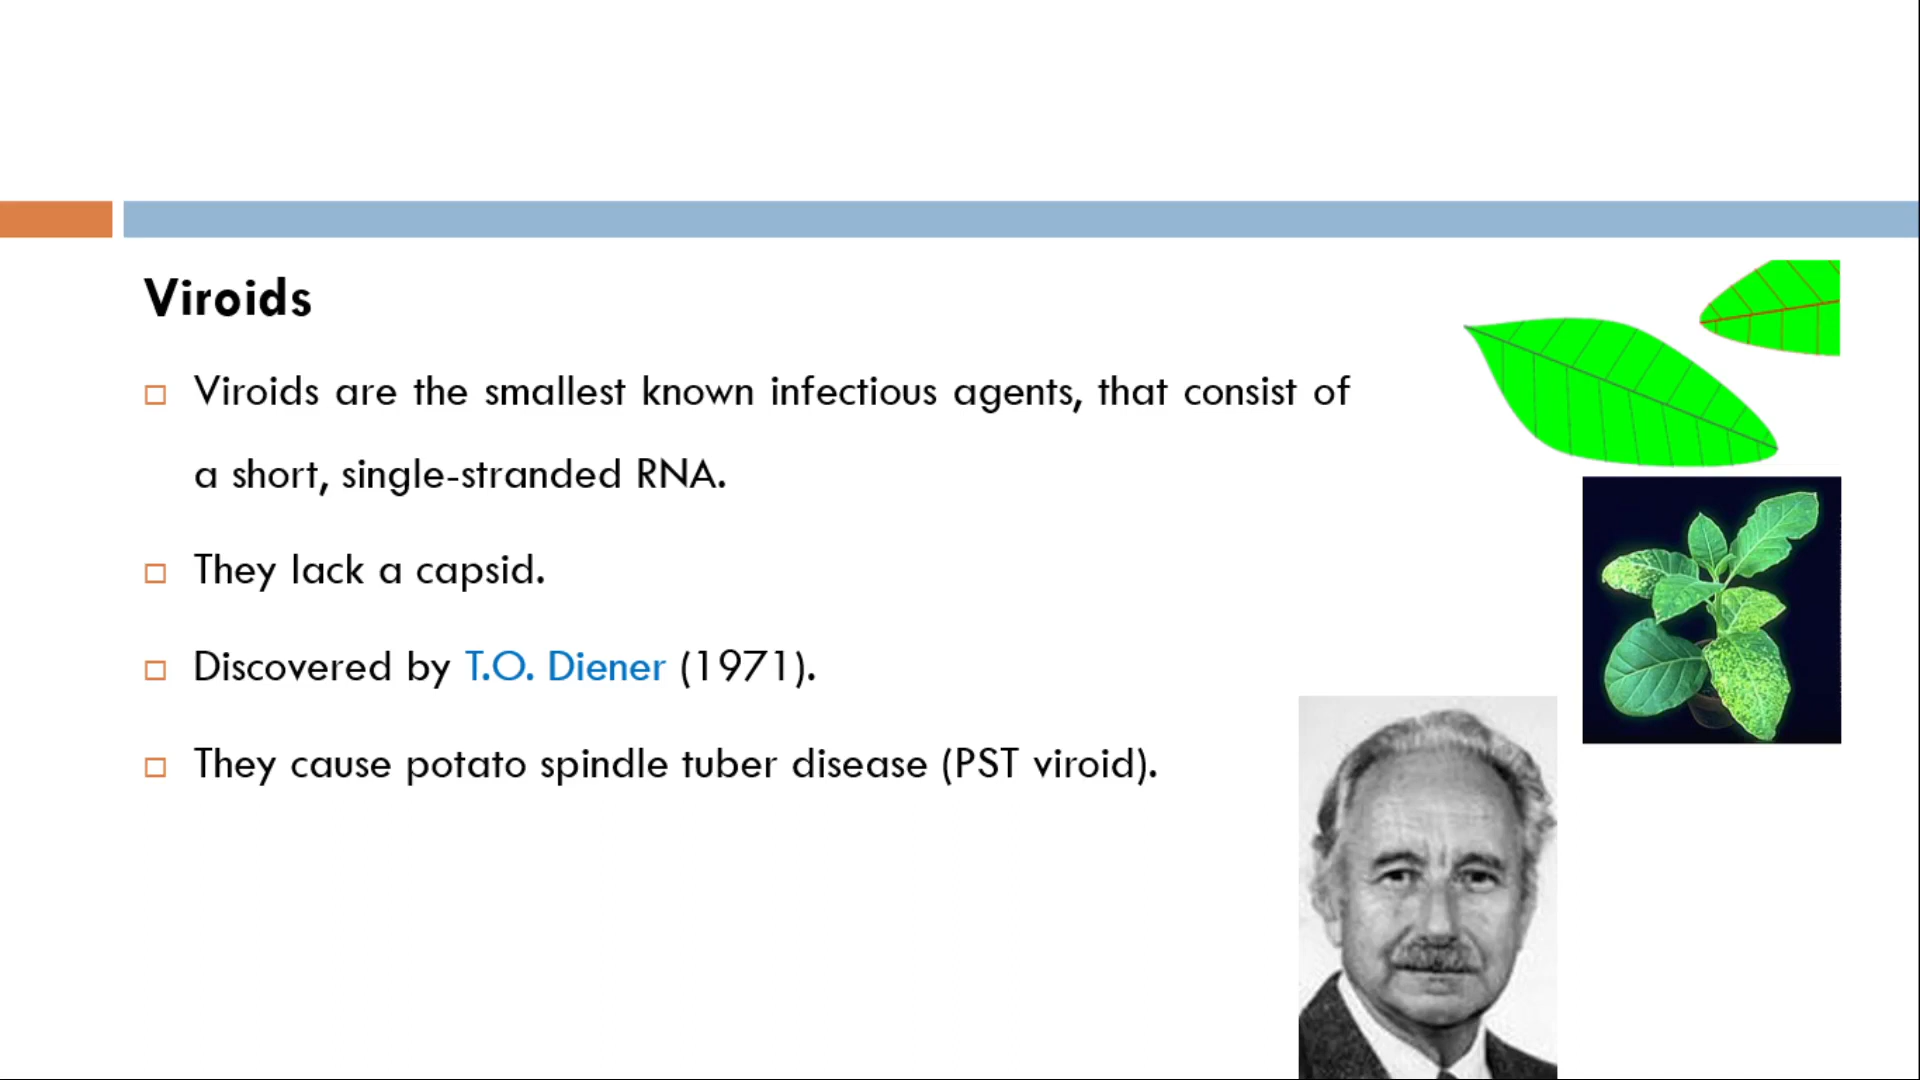 Viroids
Viroids are the smallest known infectious agents, that consist of
a short, single-stranded RNA.
They lack a capsid.
Discovered by T.O. Diener (1971).
They cause potato spindle tuber disease (PST viroid).